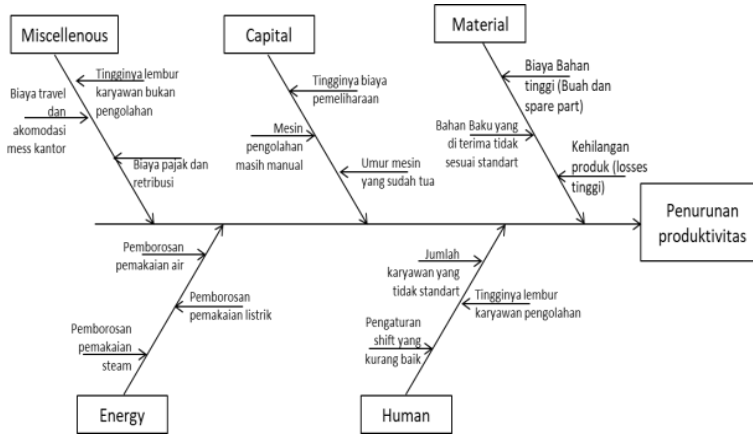 Miscellenous
Capital
Material
Tingginya lembur
karyawan bukan
pengolahan
Biaya travel
dan
akomodasi
mess kantor
Biaya pajak dan
retribusi
Tingginya biaya
pemeliharaan
Mesin
pengolahan
masih manual
Umur mesin
yang sudah tua
Biaya Bahan
tinggi (Buah dan
spare part)
Bahan Baku yang
di terima tidak
sesuai standart
Kehilangan
produk (losses
tinggi)
Penurunan
produktivitas
Pemborosan
pemakaian air
Pemborosan
pemakaian listrik
Pemborosan
pemakaian
steam
Jumlah
karyawan yang
tidak standart
Tingginya lembur
karyawan pengolahan
Pengaturan
shift yang
kurang baik
Energy
Human